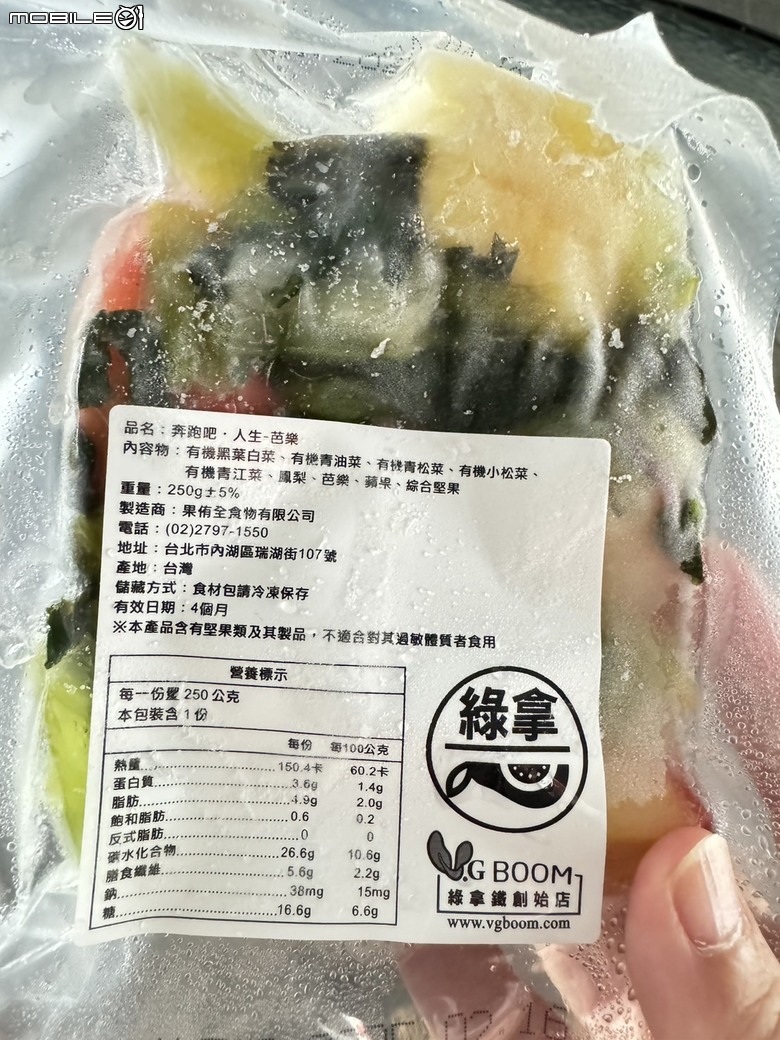 MOBILE01
品名：奔跑吧・人生-芭樂
內容物：有機黑葉白菜、有機青油菜、有機青松菜、有機小松菜、
有機青江菜、鳳梨、芭樂、蘋果、綜合堅果
重量：250g±5%
製造商：果侑全食物有限公司
電話：(02)2797-1550
地址：台北市內湖區瑞湖街107號
產地：台灣
儲藏方式：食材包請冷凍保存
有效日期：4個月
※本產品含有堅果類及其製品，不適合對其過敏體質者食用
營養標示
每一份量 250 公克
本包裝含 1 份
每份 每100公克
熱量 150.4卡 60.2卡
蛋白質 3.6g 1.4g
脂肪 4.9g 2.0g
飽和脂肪 0.6 0.2
反式脂肪 0 0
碳水化合物 26.6g 10.6g
膳食纖維 5.6g 2.2g
鈉 38mg 15mg
糖 16.6g 6.6g
綠拿
V.G BOOM
綠拿鐵創始店
www.vgboom.com
02.16